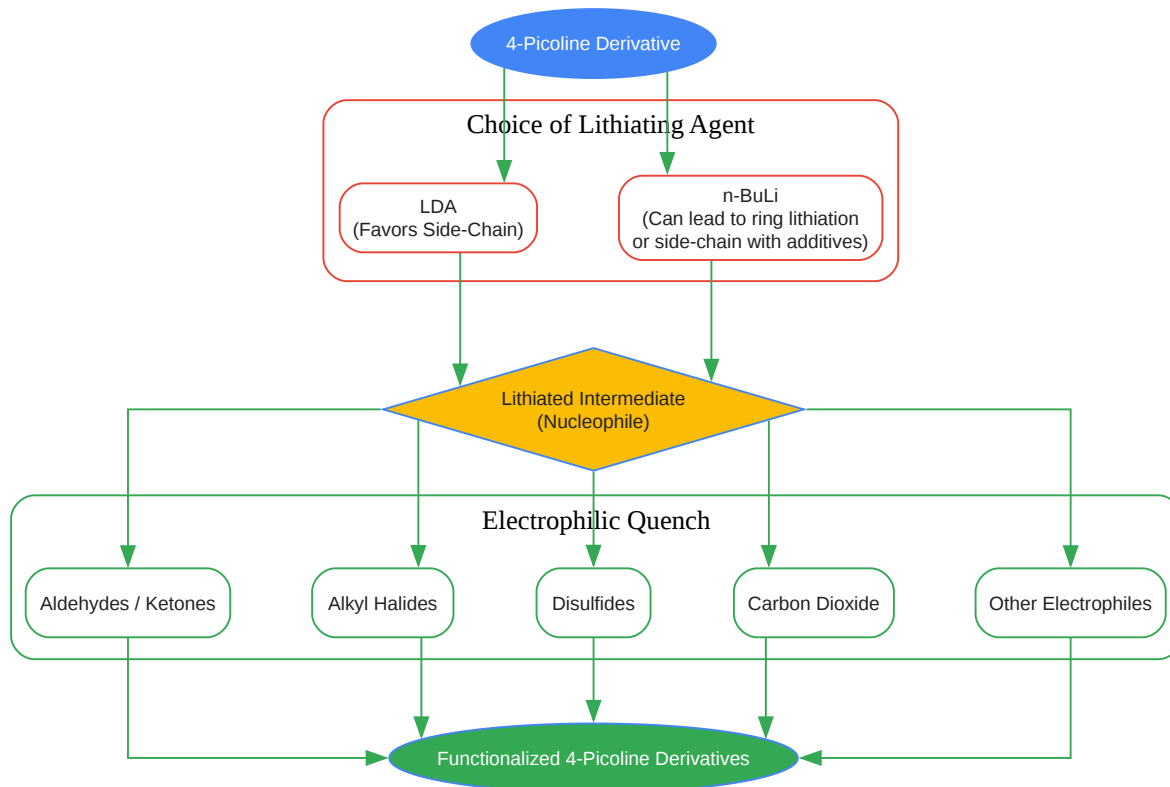 4-Picoline Derivative
Choice of Lithiating Agent
LDA
(Favors Side-Chain)
n-BuLi
(Can lead to ring lithiation
or side-chain with additives)
Lithiated Intermediate
(Nucleophile)
Electrophilic Quench
Aldehydes / Ketones
Alkyl Halides
Disulfides
Carbon Dioxide
Other Electrophiles
Functionalized 4-Picoline Derivatives